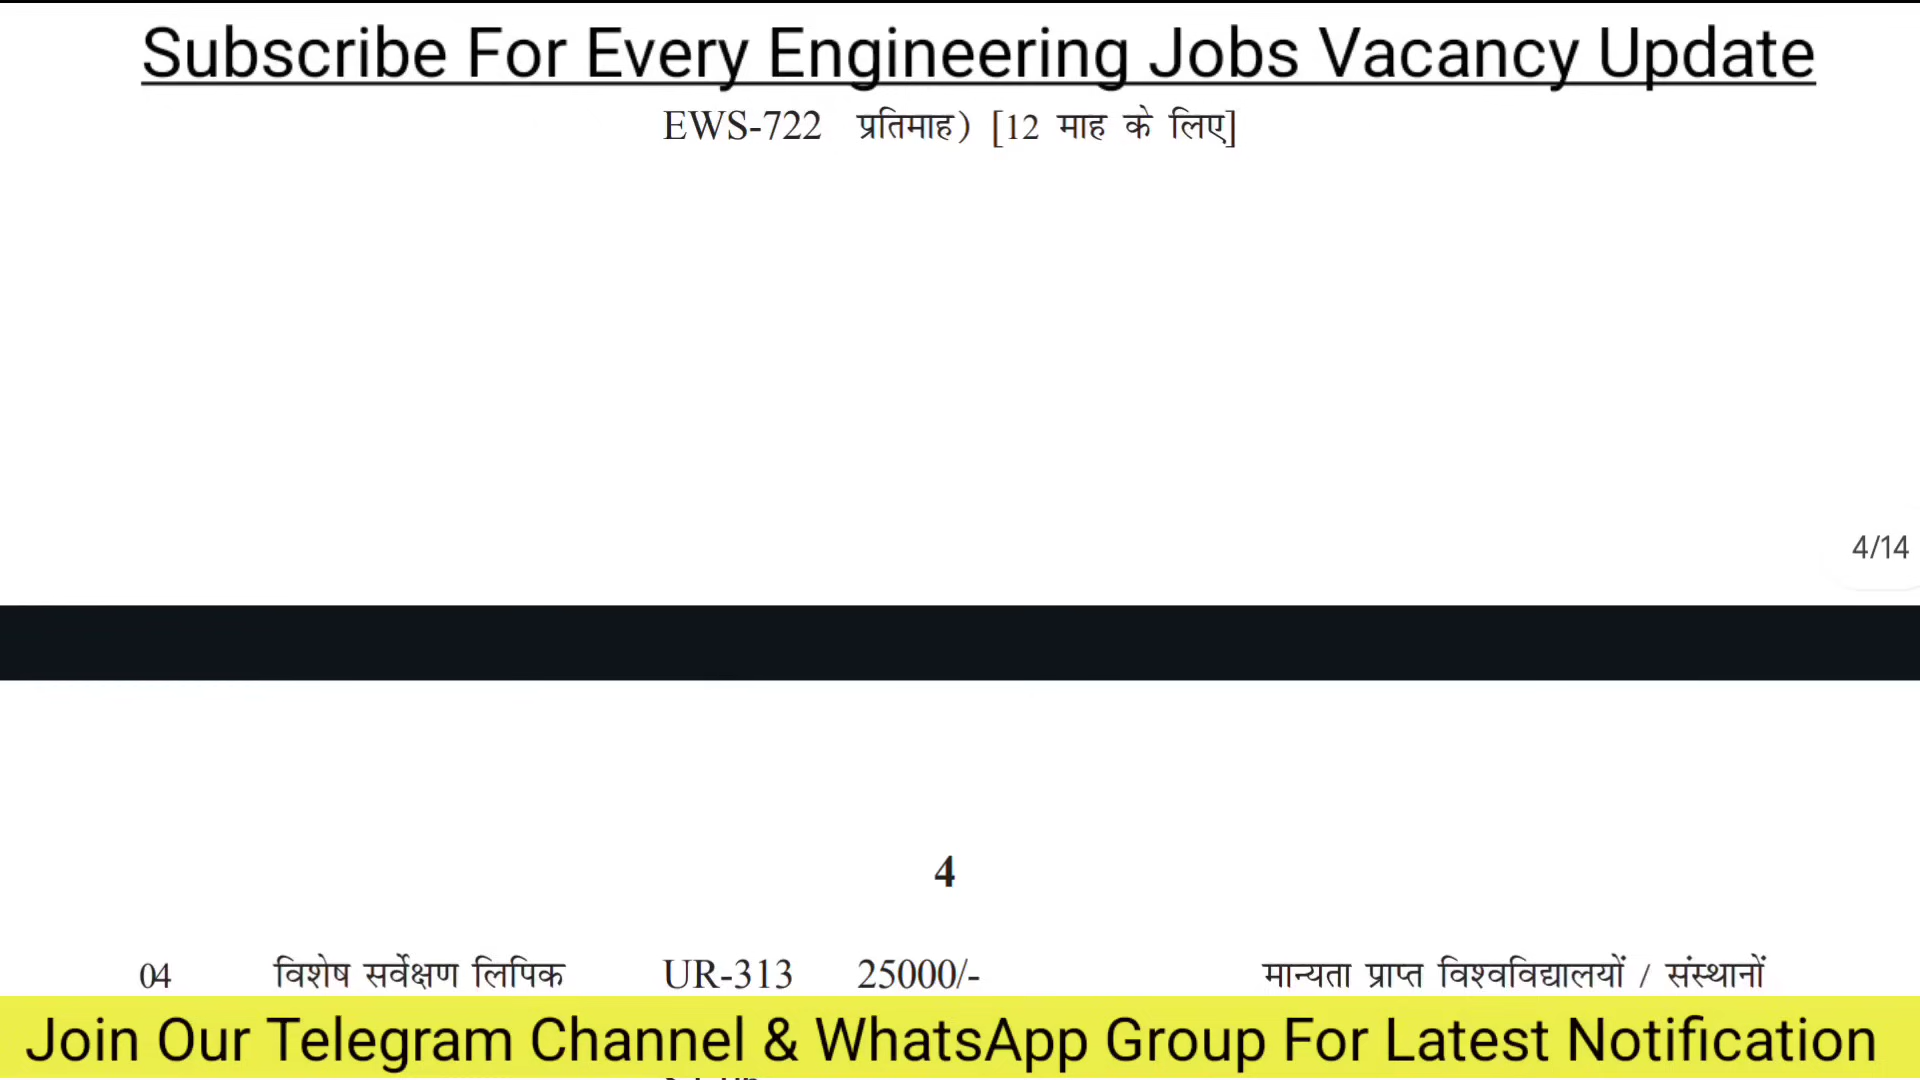 Subscribe For Every Engineering Jobs Vacancy Update
EWS-722 प्रतिमाह) [12 माह के लिए]
4/14
4
04 विशेष सर्वेक्षण लिपिक UR-313 25000/- मान्यता प्राप्त विश्वविद्यालयों / संस्थानों
Join Our Telegram Channel & WhatsApp Group For Latest Notification